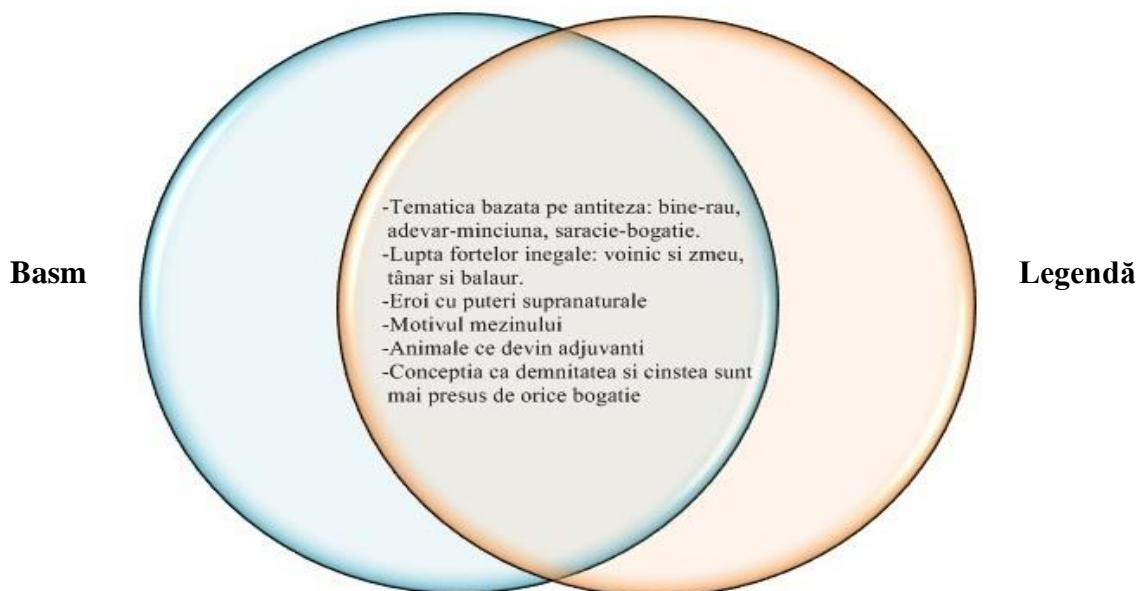 -Tematica bazata pe antiteza: bine-rau,
adevar-minciuna, saracie-bogatie.
-Lupta fortelor inegale: voinic si zmeu,
tânar si balaur.
Basm
Legendă
-Eroi cu puteri supranaturale
-Motivul mezinului
-Animale ce devin adjuvanti
-Conceptia ca demnitatea si cinstea sunt
mai presus de orice bogatie